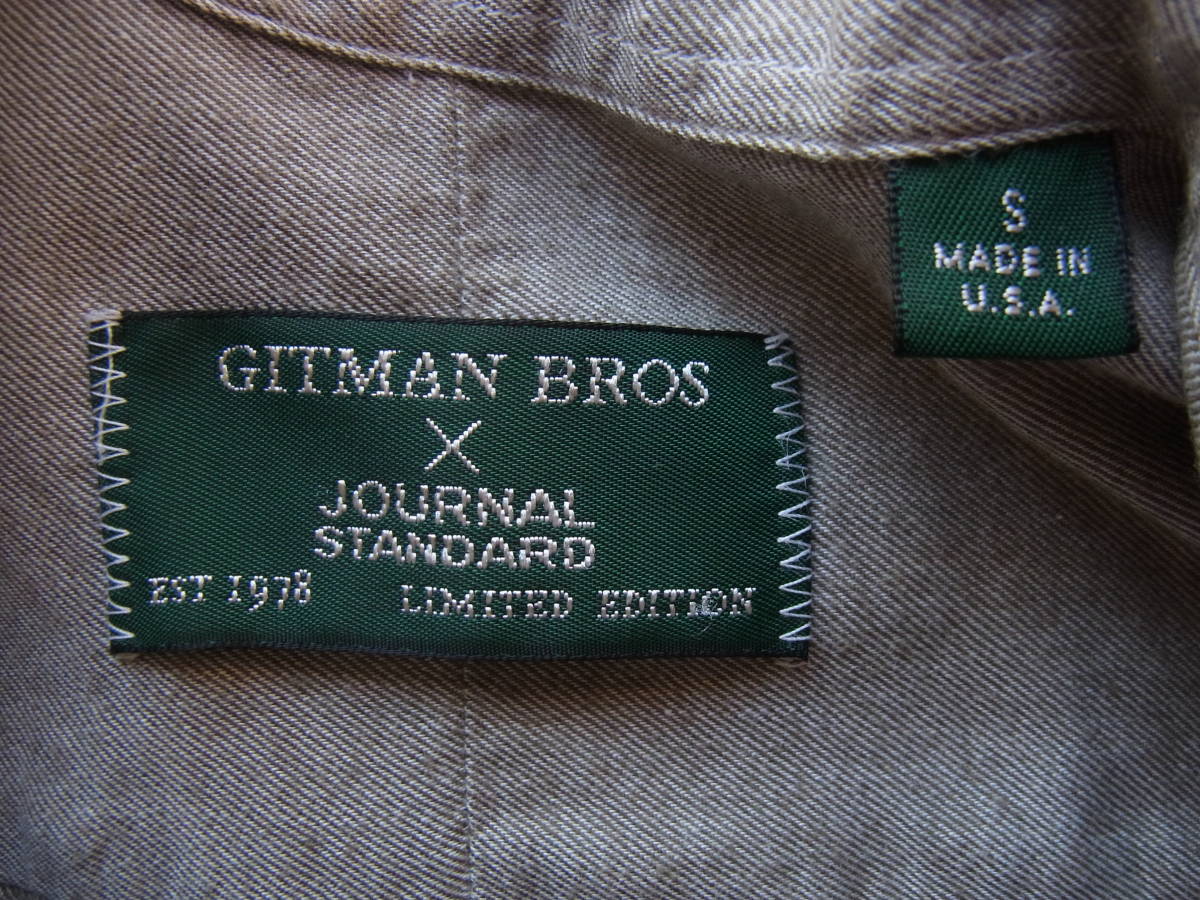 GITMAN BROS
X
JOURNAL
STANDARD
EST 1978 LIMITED EDITION
S
MADE IN
U.S.A.